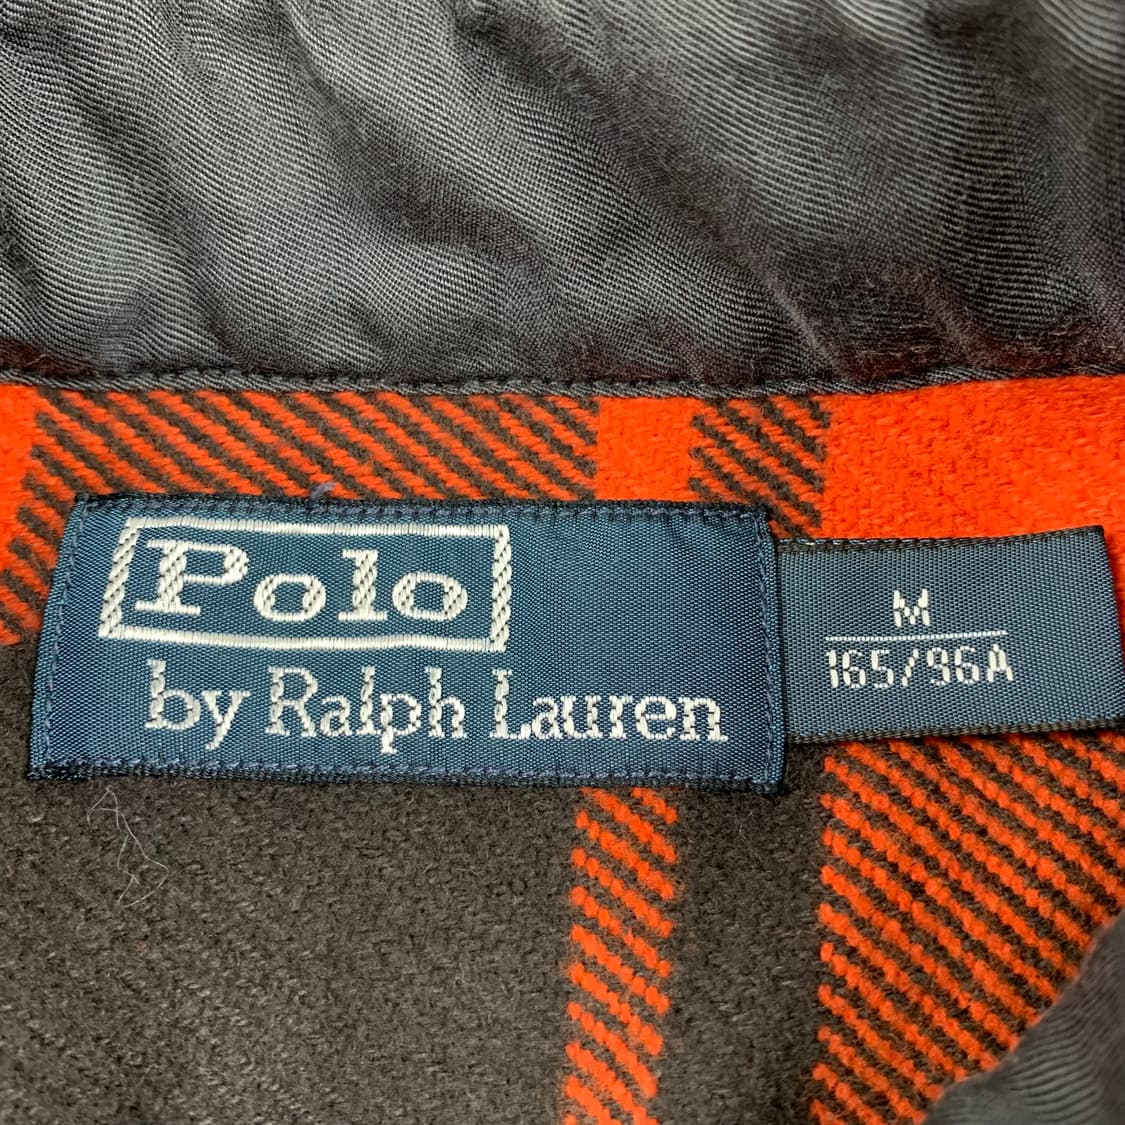 Polo
by Ralph Lauren
M
165/96A